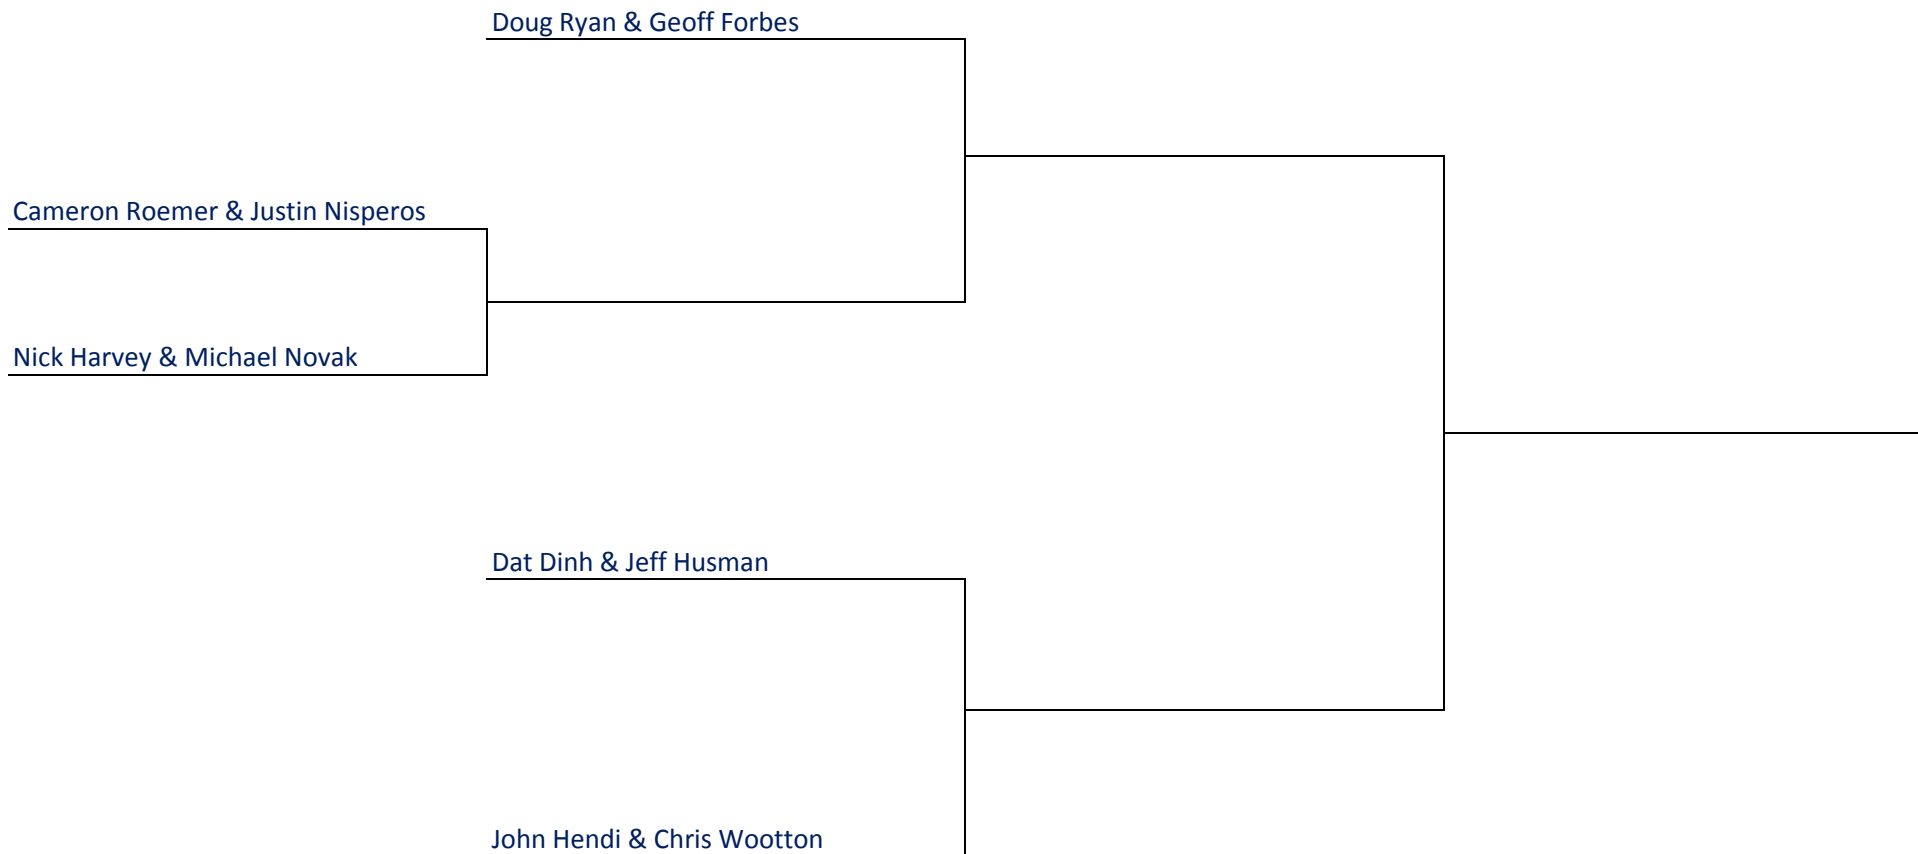 Doug Ryan & Geoff Forbes
Cameron Roemer & Justin Nisperos
Nick Harvey & Michael Novak
Dat Dinh & Jeff Husman
John Hendi & Chris Wootton